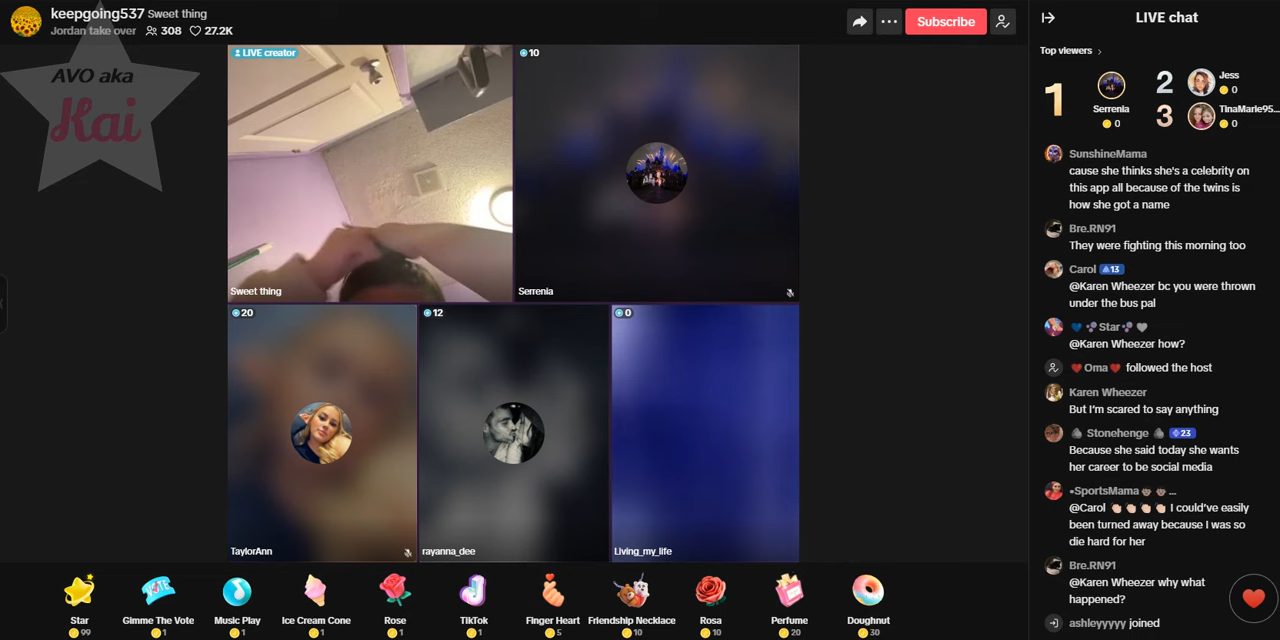 keepgoing537 Sweet thing
Jordan take over 308 27.2K
Subscribe
AVO aka
Kai
LIVE creator
Sweet thing
10
Serrenia
20
TaylorAnn
12
rayanna_dee
0
Living_my_life
Star
99
Gimme The Vote
1
Music Play
1
Ice Cream Cone
1
Rose
1
TikTok
1
Finger Heart
5
Friendship Necklace
10
Rosa
10
Perfume
20
Doughnut
30
LIVE chat
Top viewers
1
Serrenia
0
2
Jess
0
3
TinaMarie95...
0
SunshineMama
cause she thinks she's a celebrity on
this app all because of the twins is
how she got a name
Bre.RN91
They were fighting this morning too
Carol 13
@Karen Wheezer bc you were thrown
under the bus pal
Star
@Karen Wheezer how?
Oma followed the host
Karen Wheezer
But I'm scared to say anything
Stonehenge 23
Because she said today she wants
her career to be social media
•SportsMama ...
@Carol 👏🏻👏🏻👏🏻👏🏻 I could've easily
been turned away because I was so
die hard for her
Bre.RN91
@Karen Wheezer why what
happened?
ashleyyyyy joined